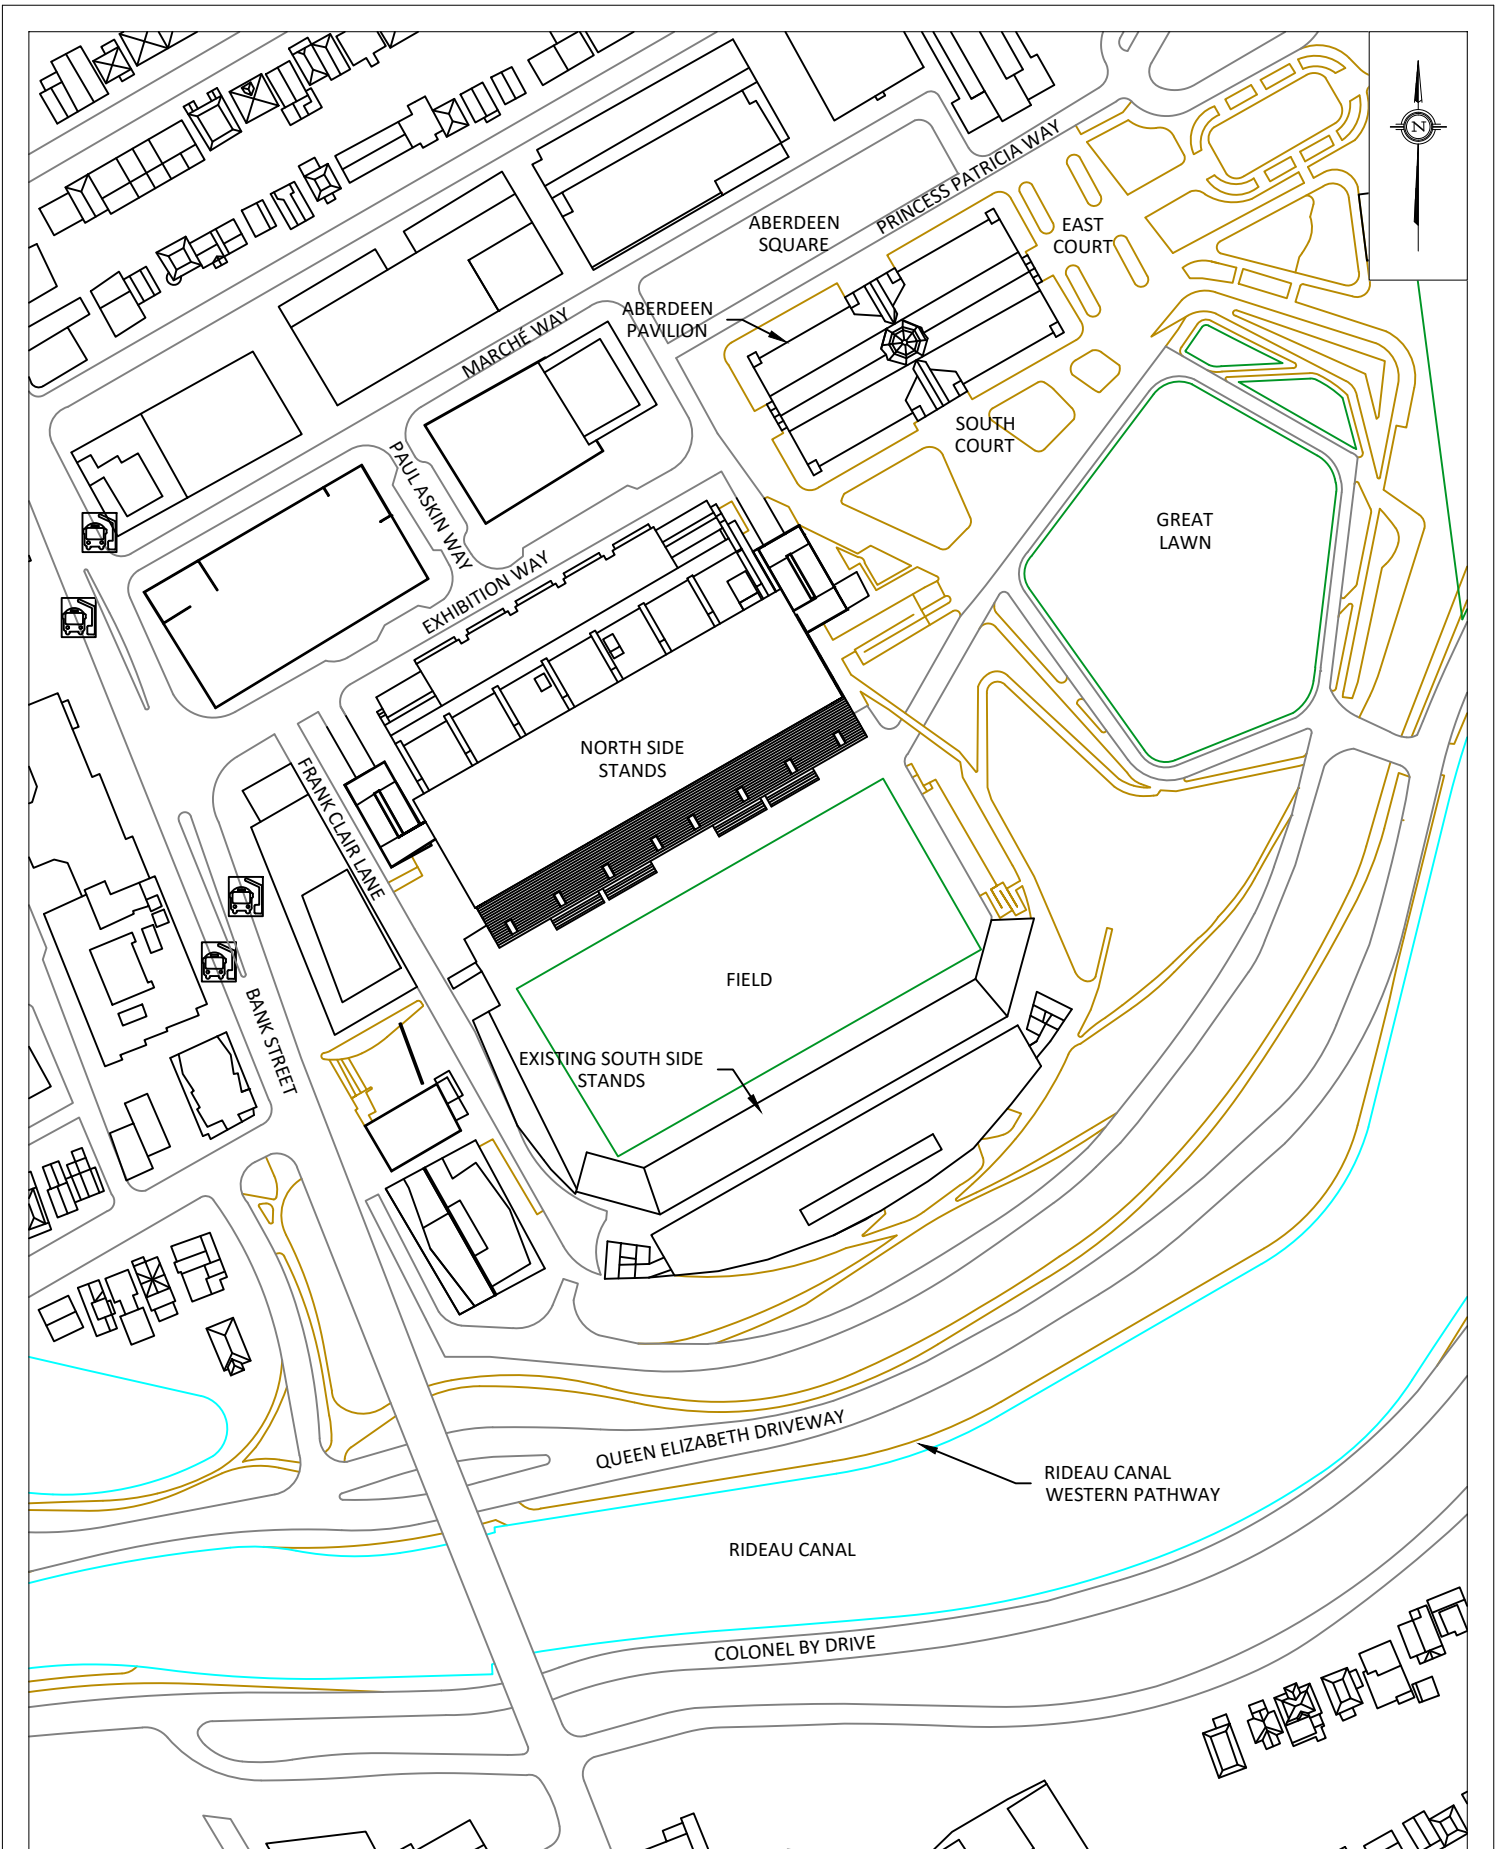 N
PRINCESS PATRICIA WAY
ABERDEEN
SQUARE
EAST
COURT
ABERDEEN
PAVILION
MARCHÉ WAY
SOUTH
COURT
PAUL ASKIN WAY
GREAT
LAWN
EXHIBITION WAY
NORTH SIDE
STANDS
FRANK CLAIR LANE
FIELD
BANK STREET
EXISTING SOUTH SIDE
STANDS
QUEEN ELIZABETH DRIVEWAY
RIDEAU CANAL
WESTERN PATHWAY
RIDEAU CANAL
COLONEL BY DRIVE